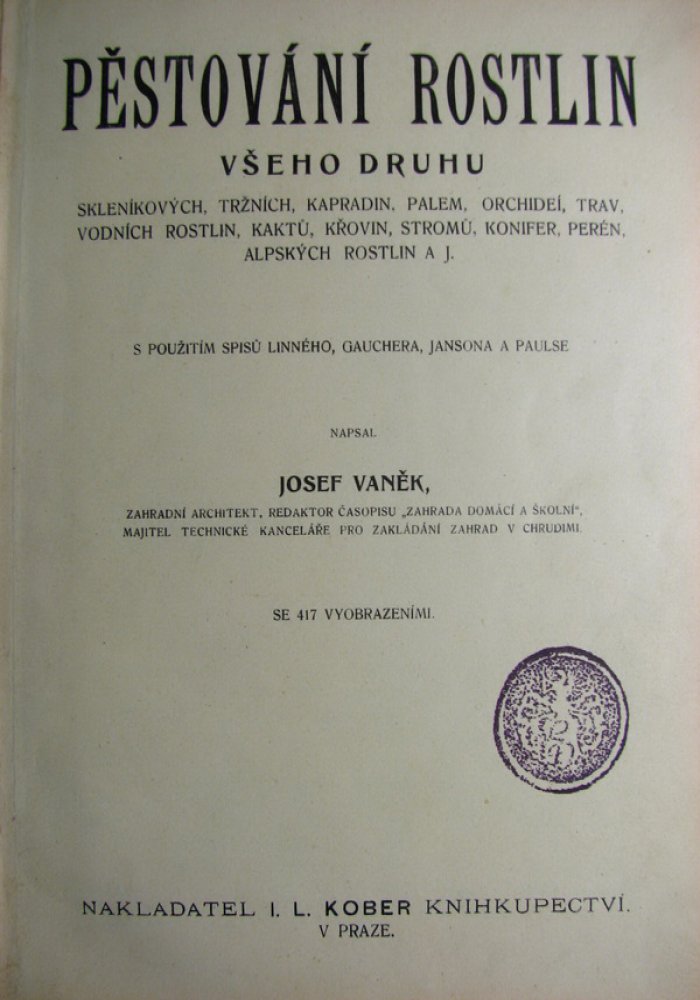 PĚSTOVÁNÍ ROSTLIN
VŠEHO DRUHU
SKLENÍKOVÝCH, TRŽNÍCH, KAPRADIN, PALEM, ORCHIDEÍ, TRAV,
VODNÍCH ROSTLIN, KAKTŮ, KŘOVIN, STROMŮ, KONIFER, PERÉN,
ALPSKÝCH ROSTLIN A J.
S POUŽITÍM SPISŮ LINNÉHO, GAUCHERA, JANSONA A PAULSE
NAPSAL
JOSEF VANĚK,
ZAHRADNÍ ARCHITEKT, REDAKTOR ČASOPISU „ZAHRADA DOMÁCÍ A ŠKOLNÍ“,
MAJITEL TECHNICKÉ KANCELÁŘE PRO ZAKLÁDÁNÍ ZAHRAD V CHRUDIMI.
SE 417 VYOBRAZENÍMI.
NAKLADATEL I. L. KOBER KNIHKUPECTVÍ.
V PRAZE.